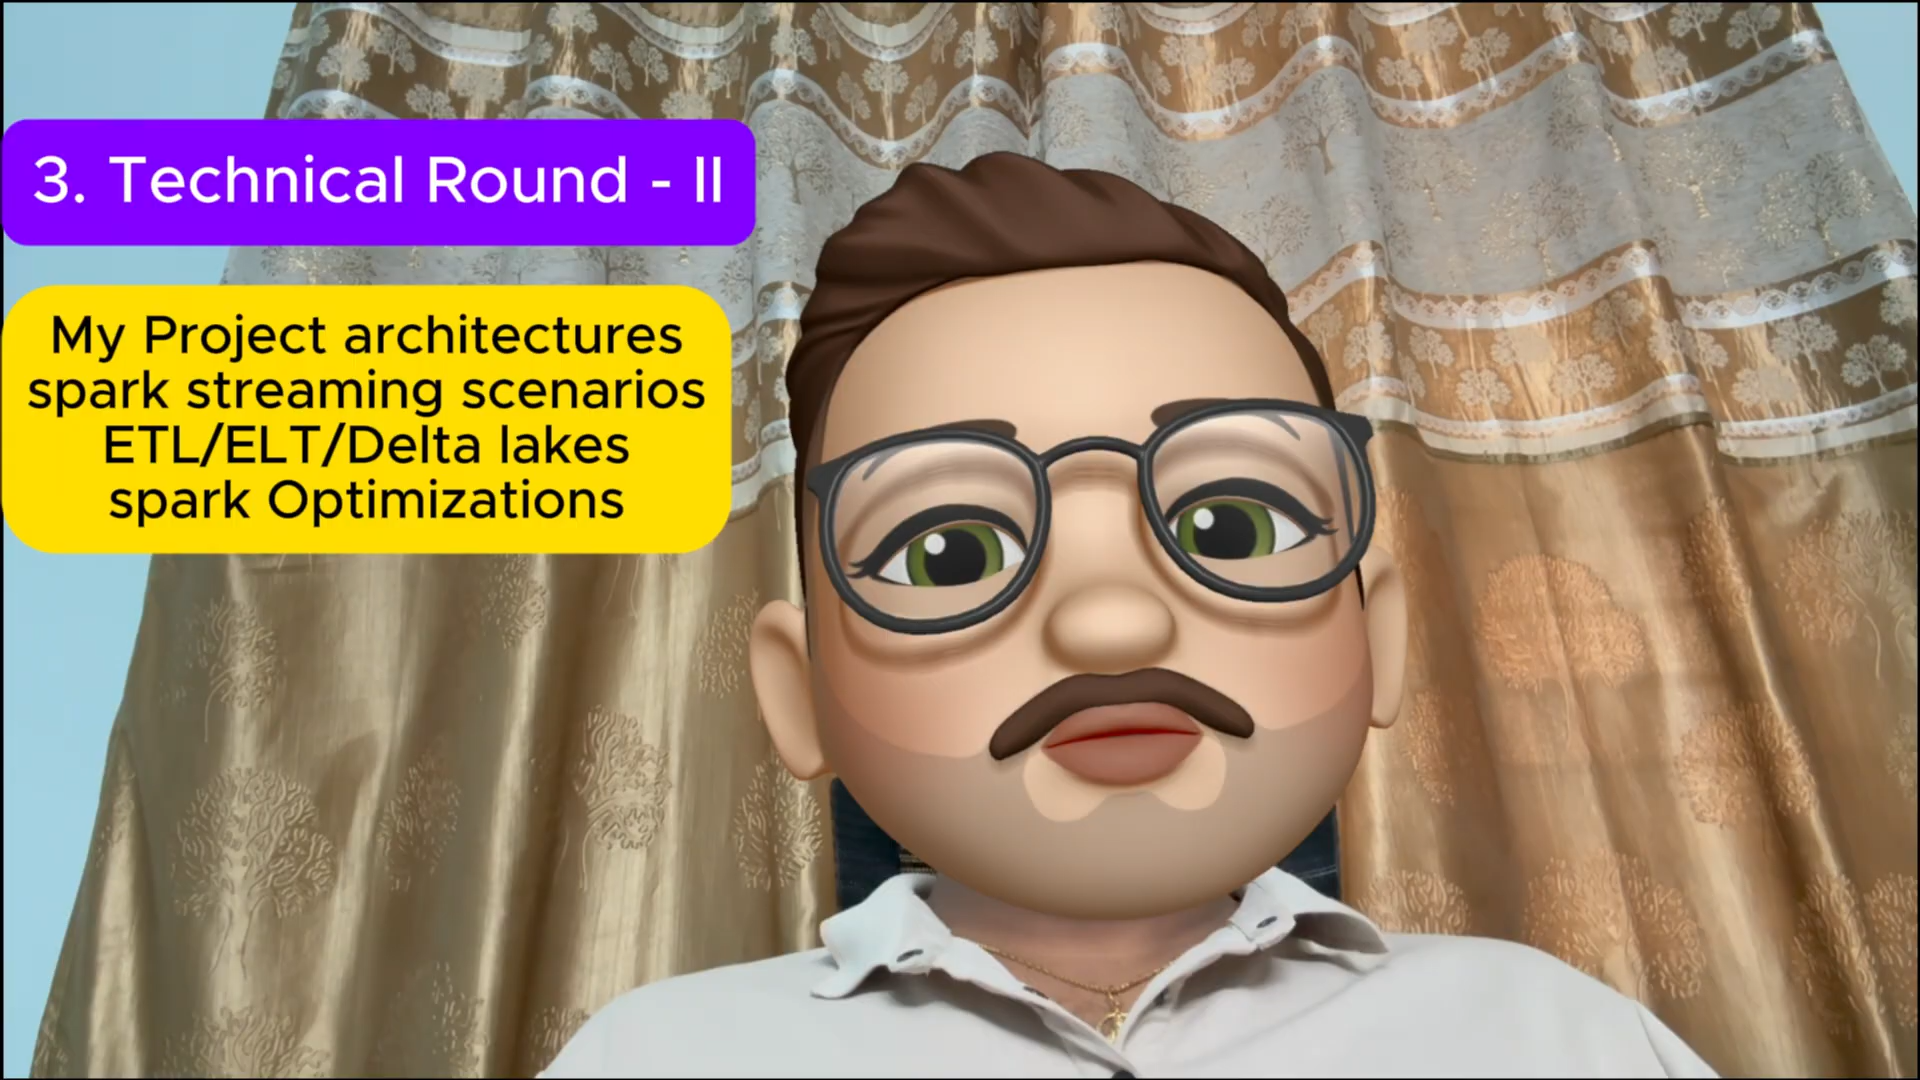 3. Technical Round - II
My Project architectures
spark streaming scenarios
ETL/ELT/Delta lakes
spark Optimizations